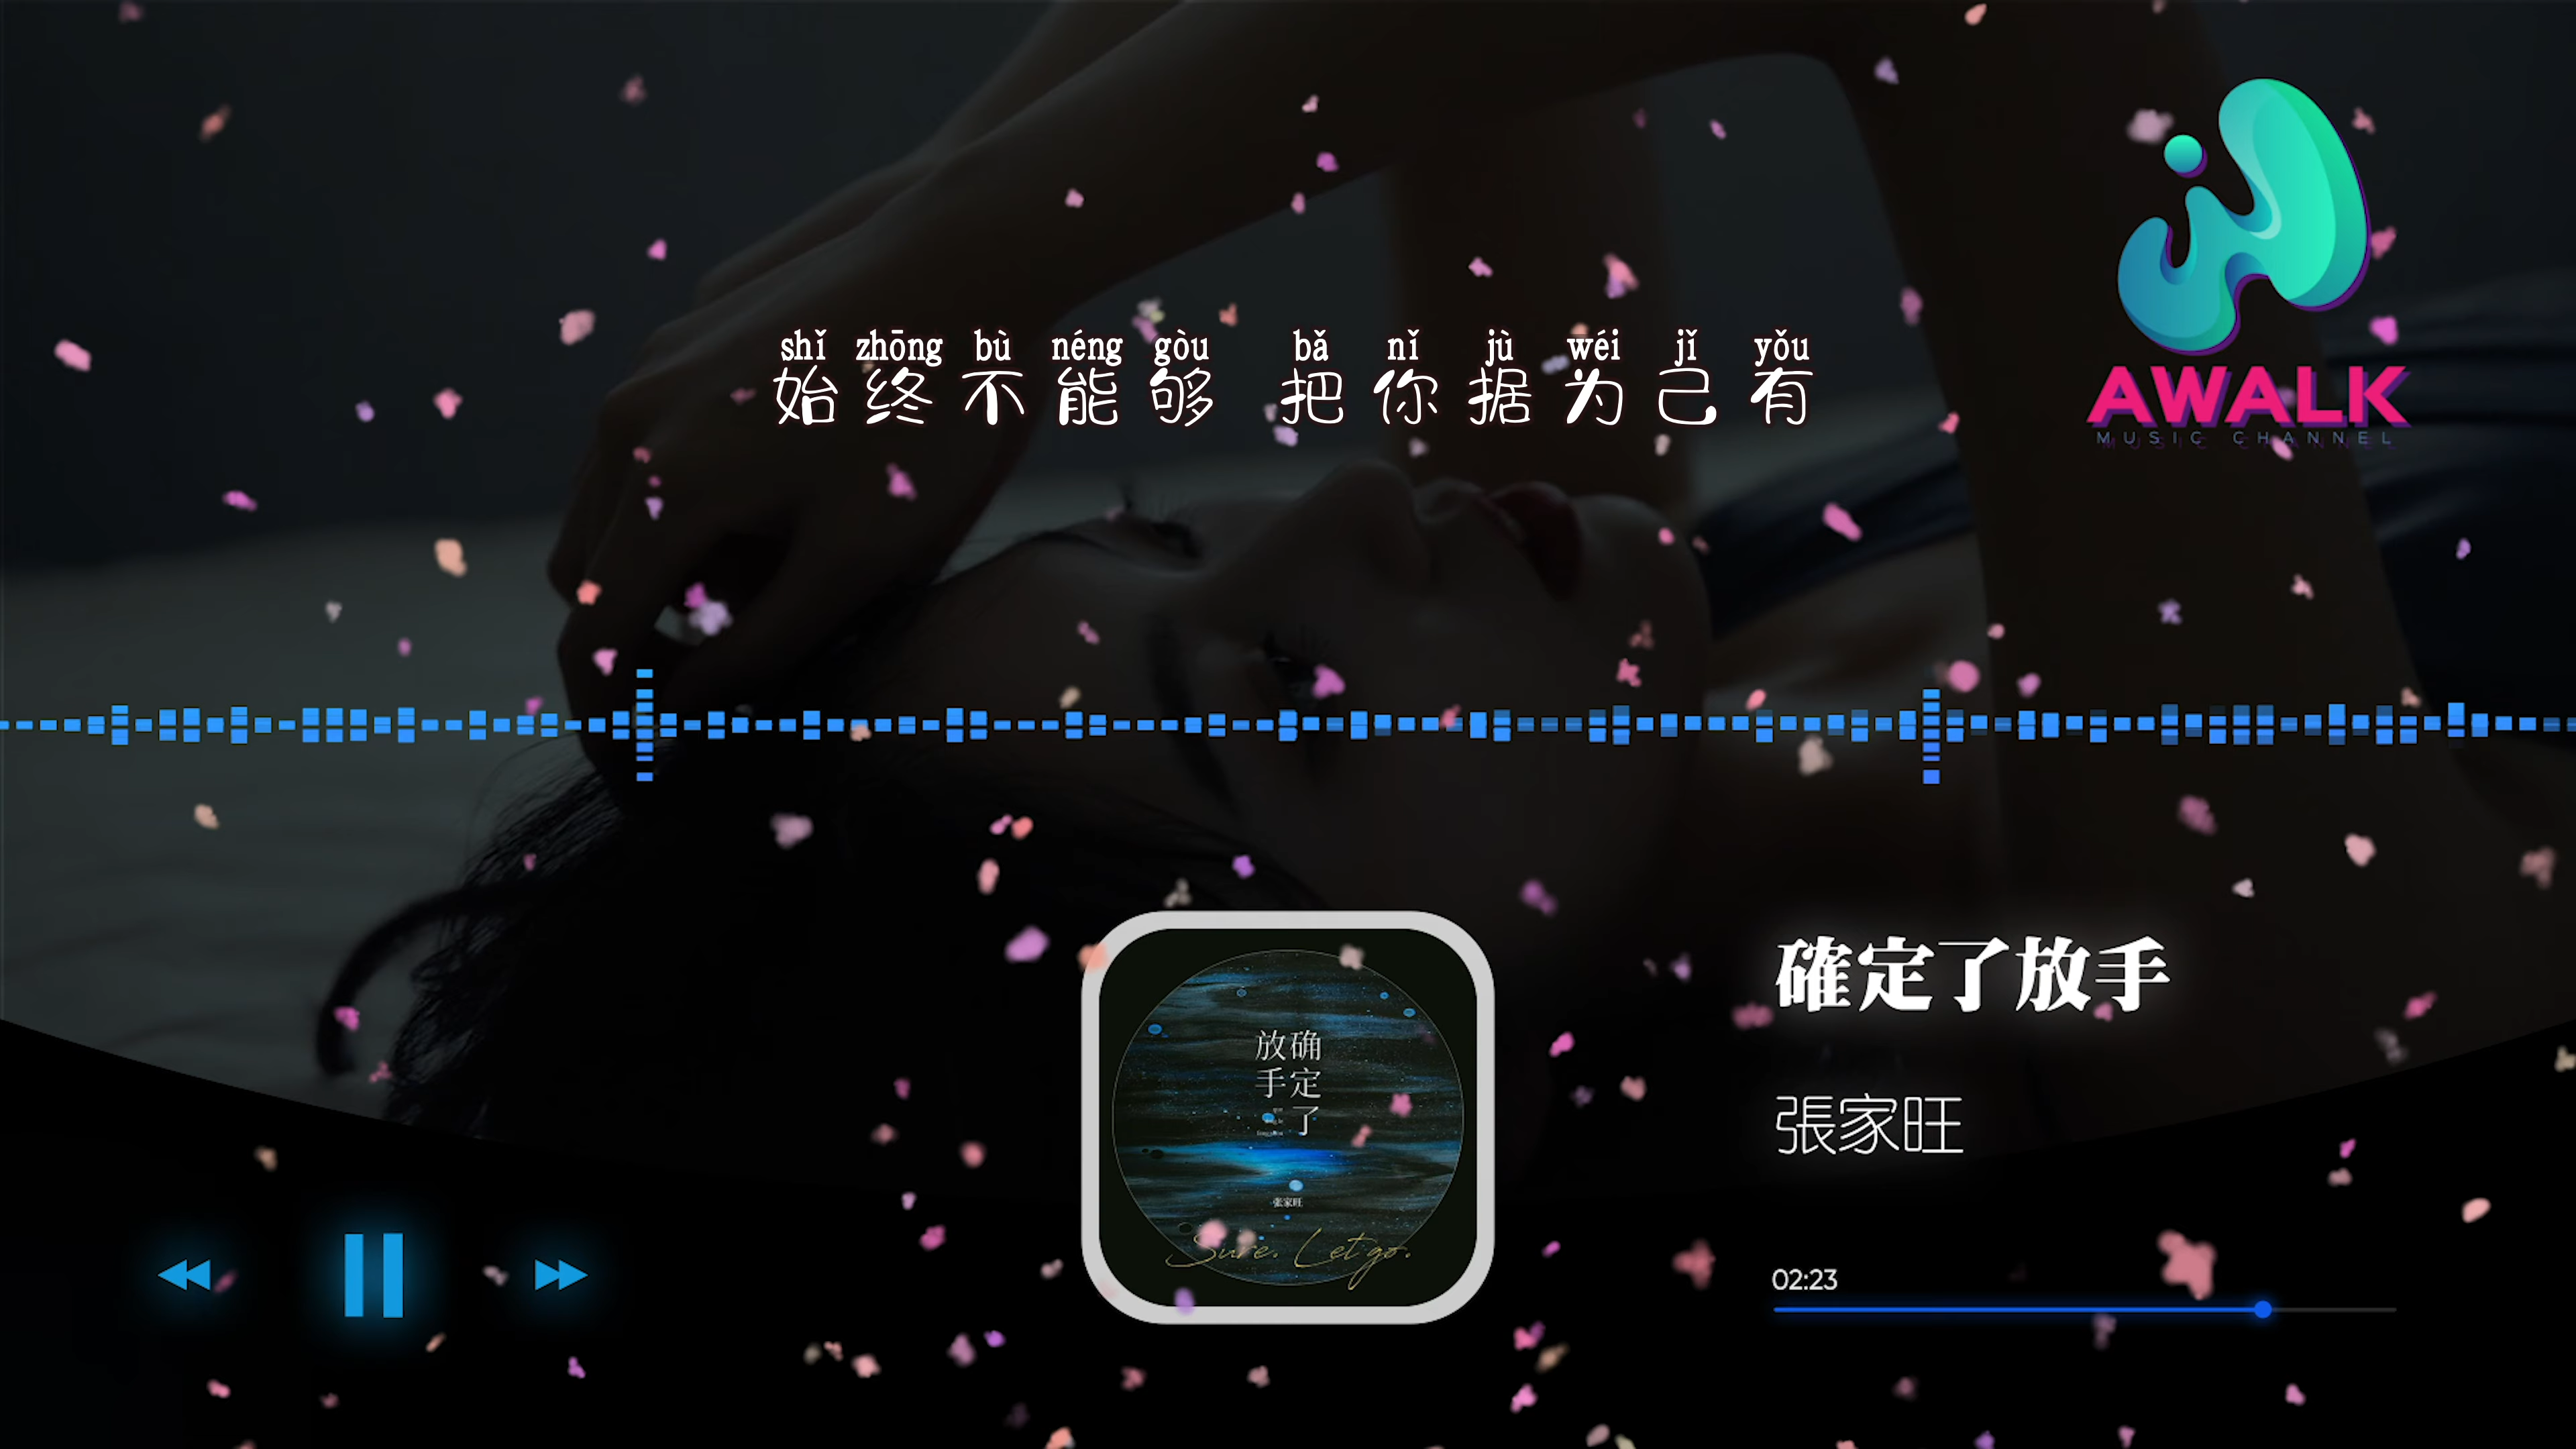 shǐ zhōng bù néng gòu bǎ nǐ jù wéi jǐ yǒu
始终不能够 把你据为己有
AWALK
MUSIC CHANNEL
確定了放手
張家旺
确定了
放手
张家旺
Sure. Let go.
02:23